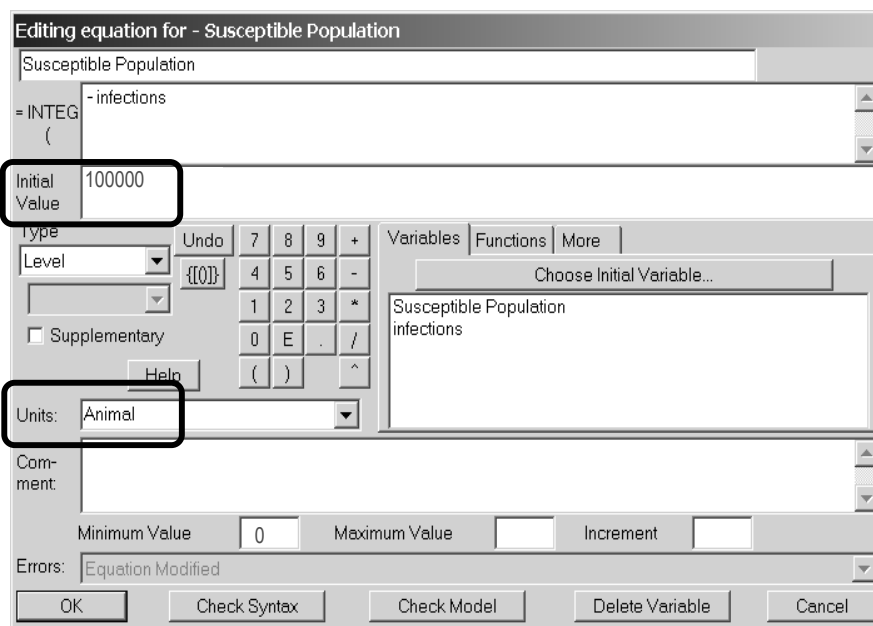 Editing equation for - Susceptible Population
Susceptible Population
= INTEG
(
- infections
Initial
Value
100000
Type
Undo 7 8 9 +
Variables Functions More
Level
{[()]} 4 5 6 -
Choose Initial Variable...
1 2 3 *
Susceptible Population
infections
Supplementary
0 E . /
Help
( ) ^
Units: Animal
Com-
ment:
Minimum Value 0 Maximum Value Increment
Errors: Equation Modified
OK Check Syntax Check Model Delete Variable Cancel